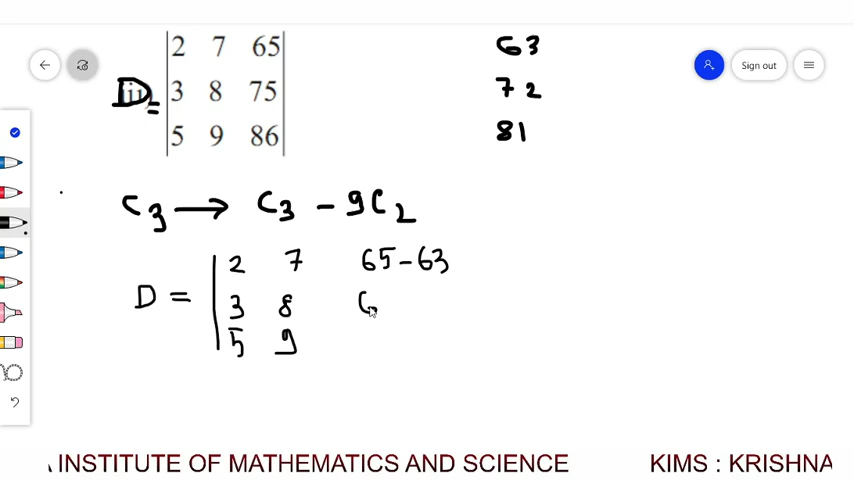 2 7 65 63
Sign out
D = 3 8 75 72
5 9 86 81
C3 → C3 - 9C2
2 7 65-63
D = 3 8 6
5 9
INSTITUTE OF MATHEMATICS AND SCIENCE KIMS : KRISHNA